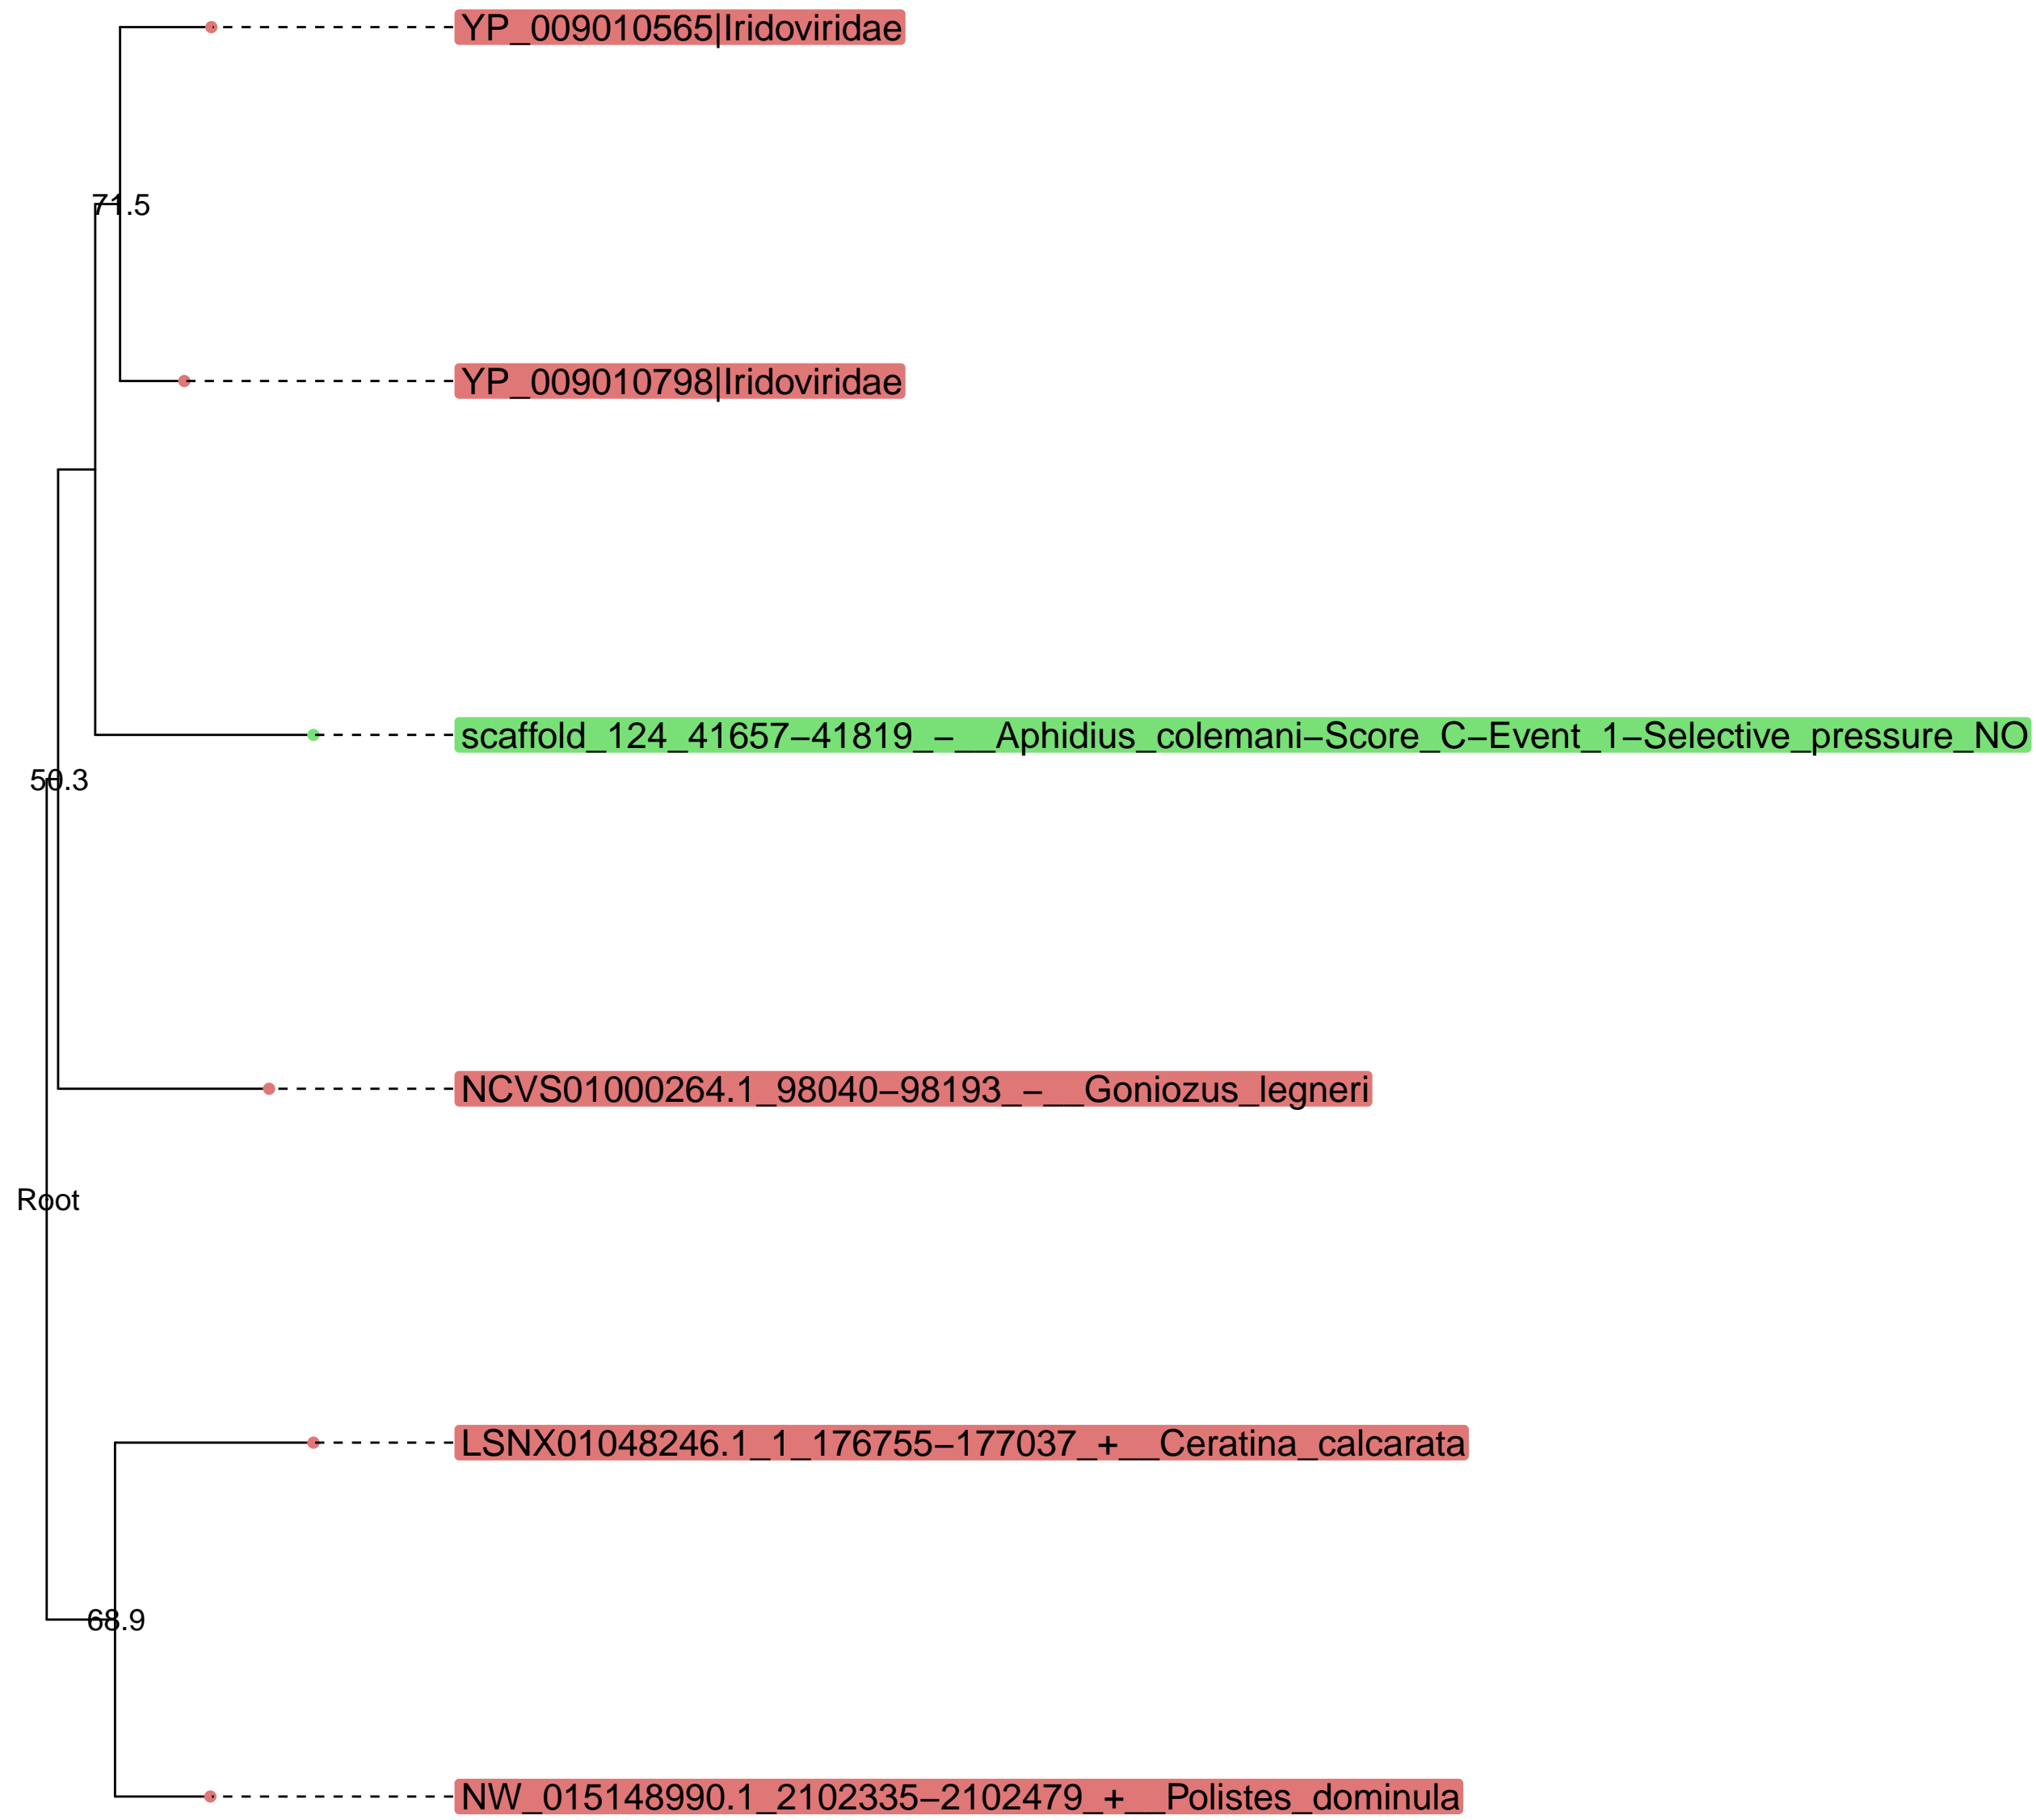 YP_009010565|Iridoviridae
71.5
YP_009010798|Iridoviridae
scaffold_124_41657−41819_−__Aphidius_colemani−Score_C−Event_1−Selective_pressure_NO
50.3
NCVS01000264.1_98040−98193_−__Goniozus_legneri
Root
LSNX01048246.1_1_176755−177037_+__Ceratina_calcarata
68.9
NW_015148990.1_2102335−2102479_+__Polistes_dominula